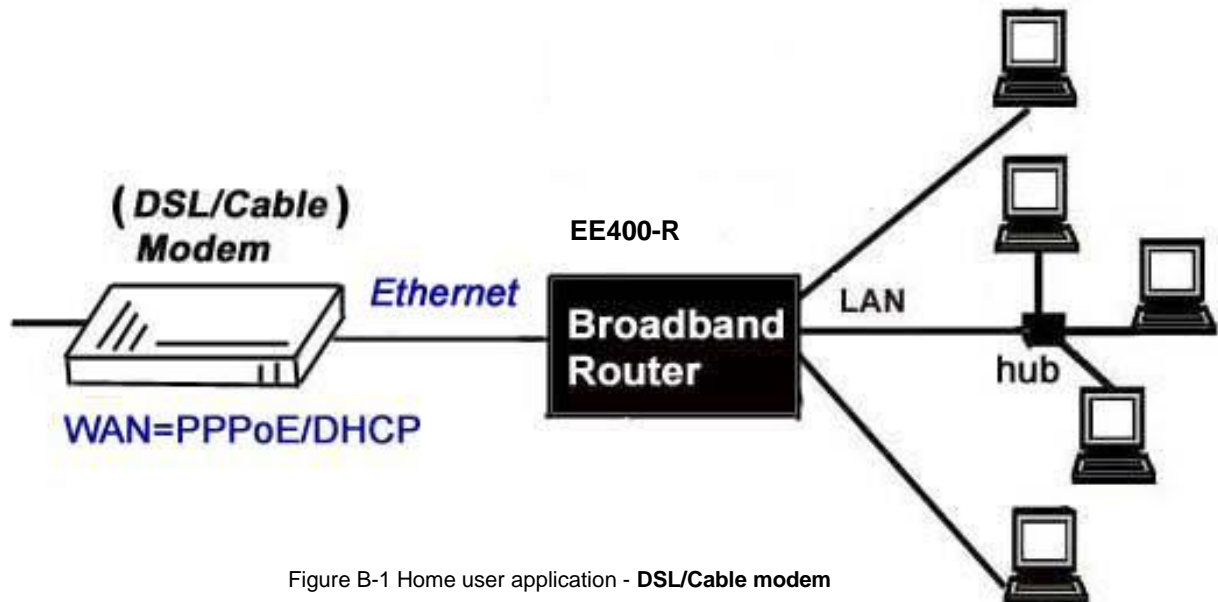 (DSL/Cable)
Modem
EE400-R
Ethernet
Broadband
Router
LAN
hub
WAN=PPPoE/DHCP
Figure B-1 Home user application - DSL/Cable modem